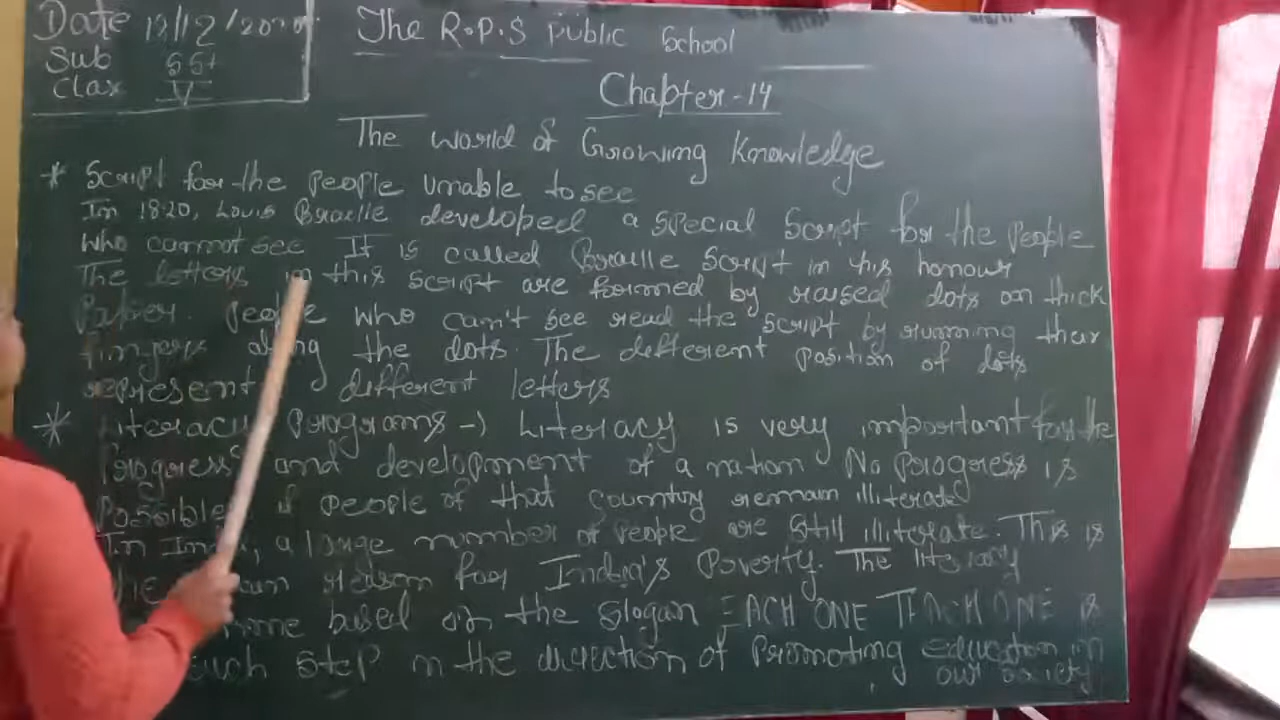 Date 18/12/2020
Sub SSt
Class V
The R.P.S Public School
Chapter-14
The world of Growing Knowledge
* Script for the People Unable to see
In 1820, Louis Braille developed a special Script for the People
who cannot see It is called Braille Script in his honour
The letters in this script are formed by raised dots on thick
Paper. People who can't see read the script by running their
fingers along the dots. The different position of dots
represent different letters
* Literacy Programs → Literacy is very important for the
Progress and development of a nation No Progress is
Possible if people of that country remain illiterate
In India, a large number of People are still illiterate. This is
reason for India's Poverty. The literacy
based on the slogan EACH ONE TEACH ONE is
such step in the direction of Promoting education in
our society